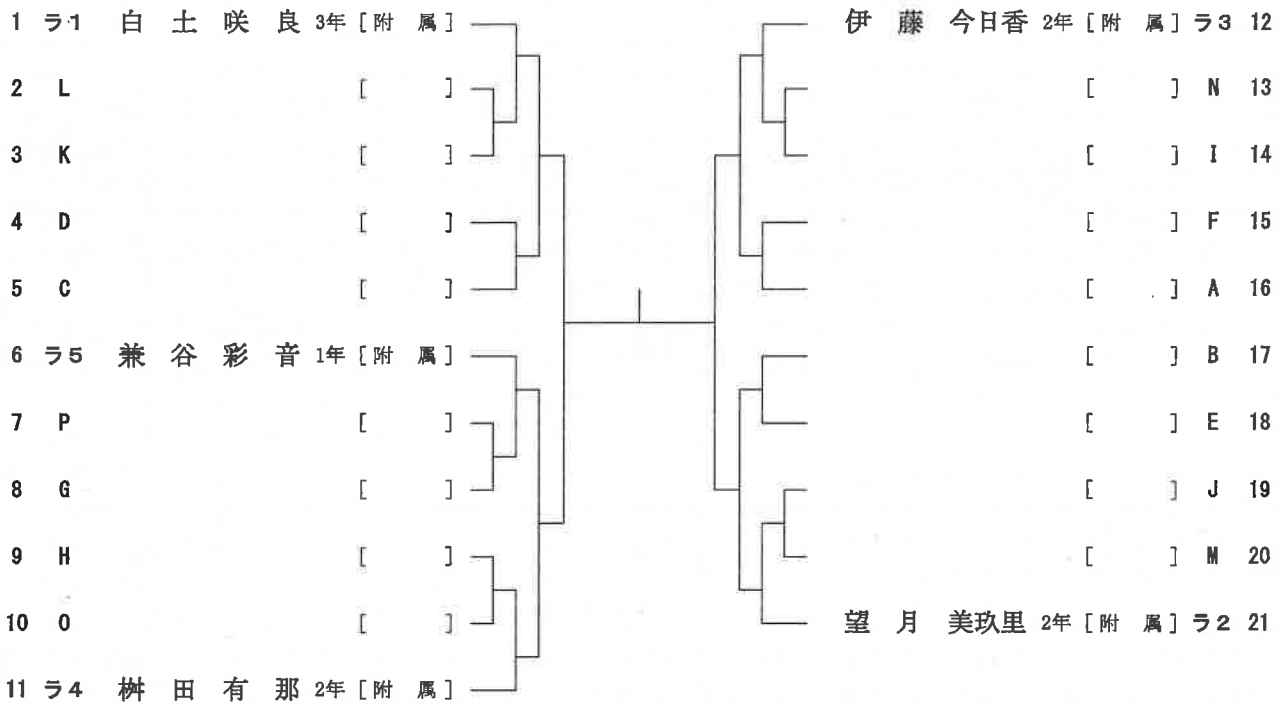 1 ラ1 白土咲良 3年 [附属]
2 L [ ]
3 K [ ]
4 D [ ]
5 C [ ]
6 ラ5 兼谷彩音 1年 [附属]
7 P [ ]
8 G [ ]
9 H [ ]
10 O [ ]
11 ラ4 桝田有那 2年 [附属]
伊藤今日香 2年 [附属] ラ3 12
[ ] N 13
[ ] I 14
[ ] F 15
[ ] A 16
[ ] B 17
[ ] E 18
[ ] J 19
[ ] M 20
望月美玖里 2年 [附属] ラ2 21